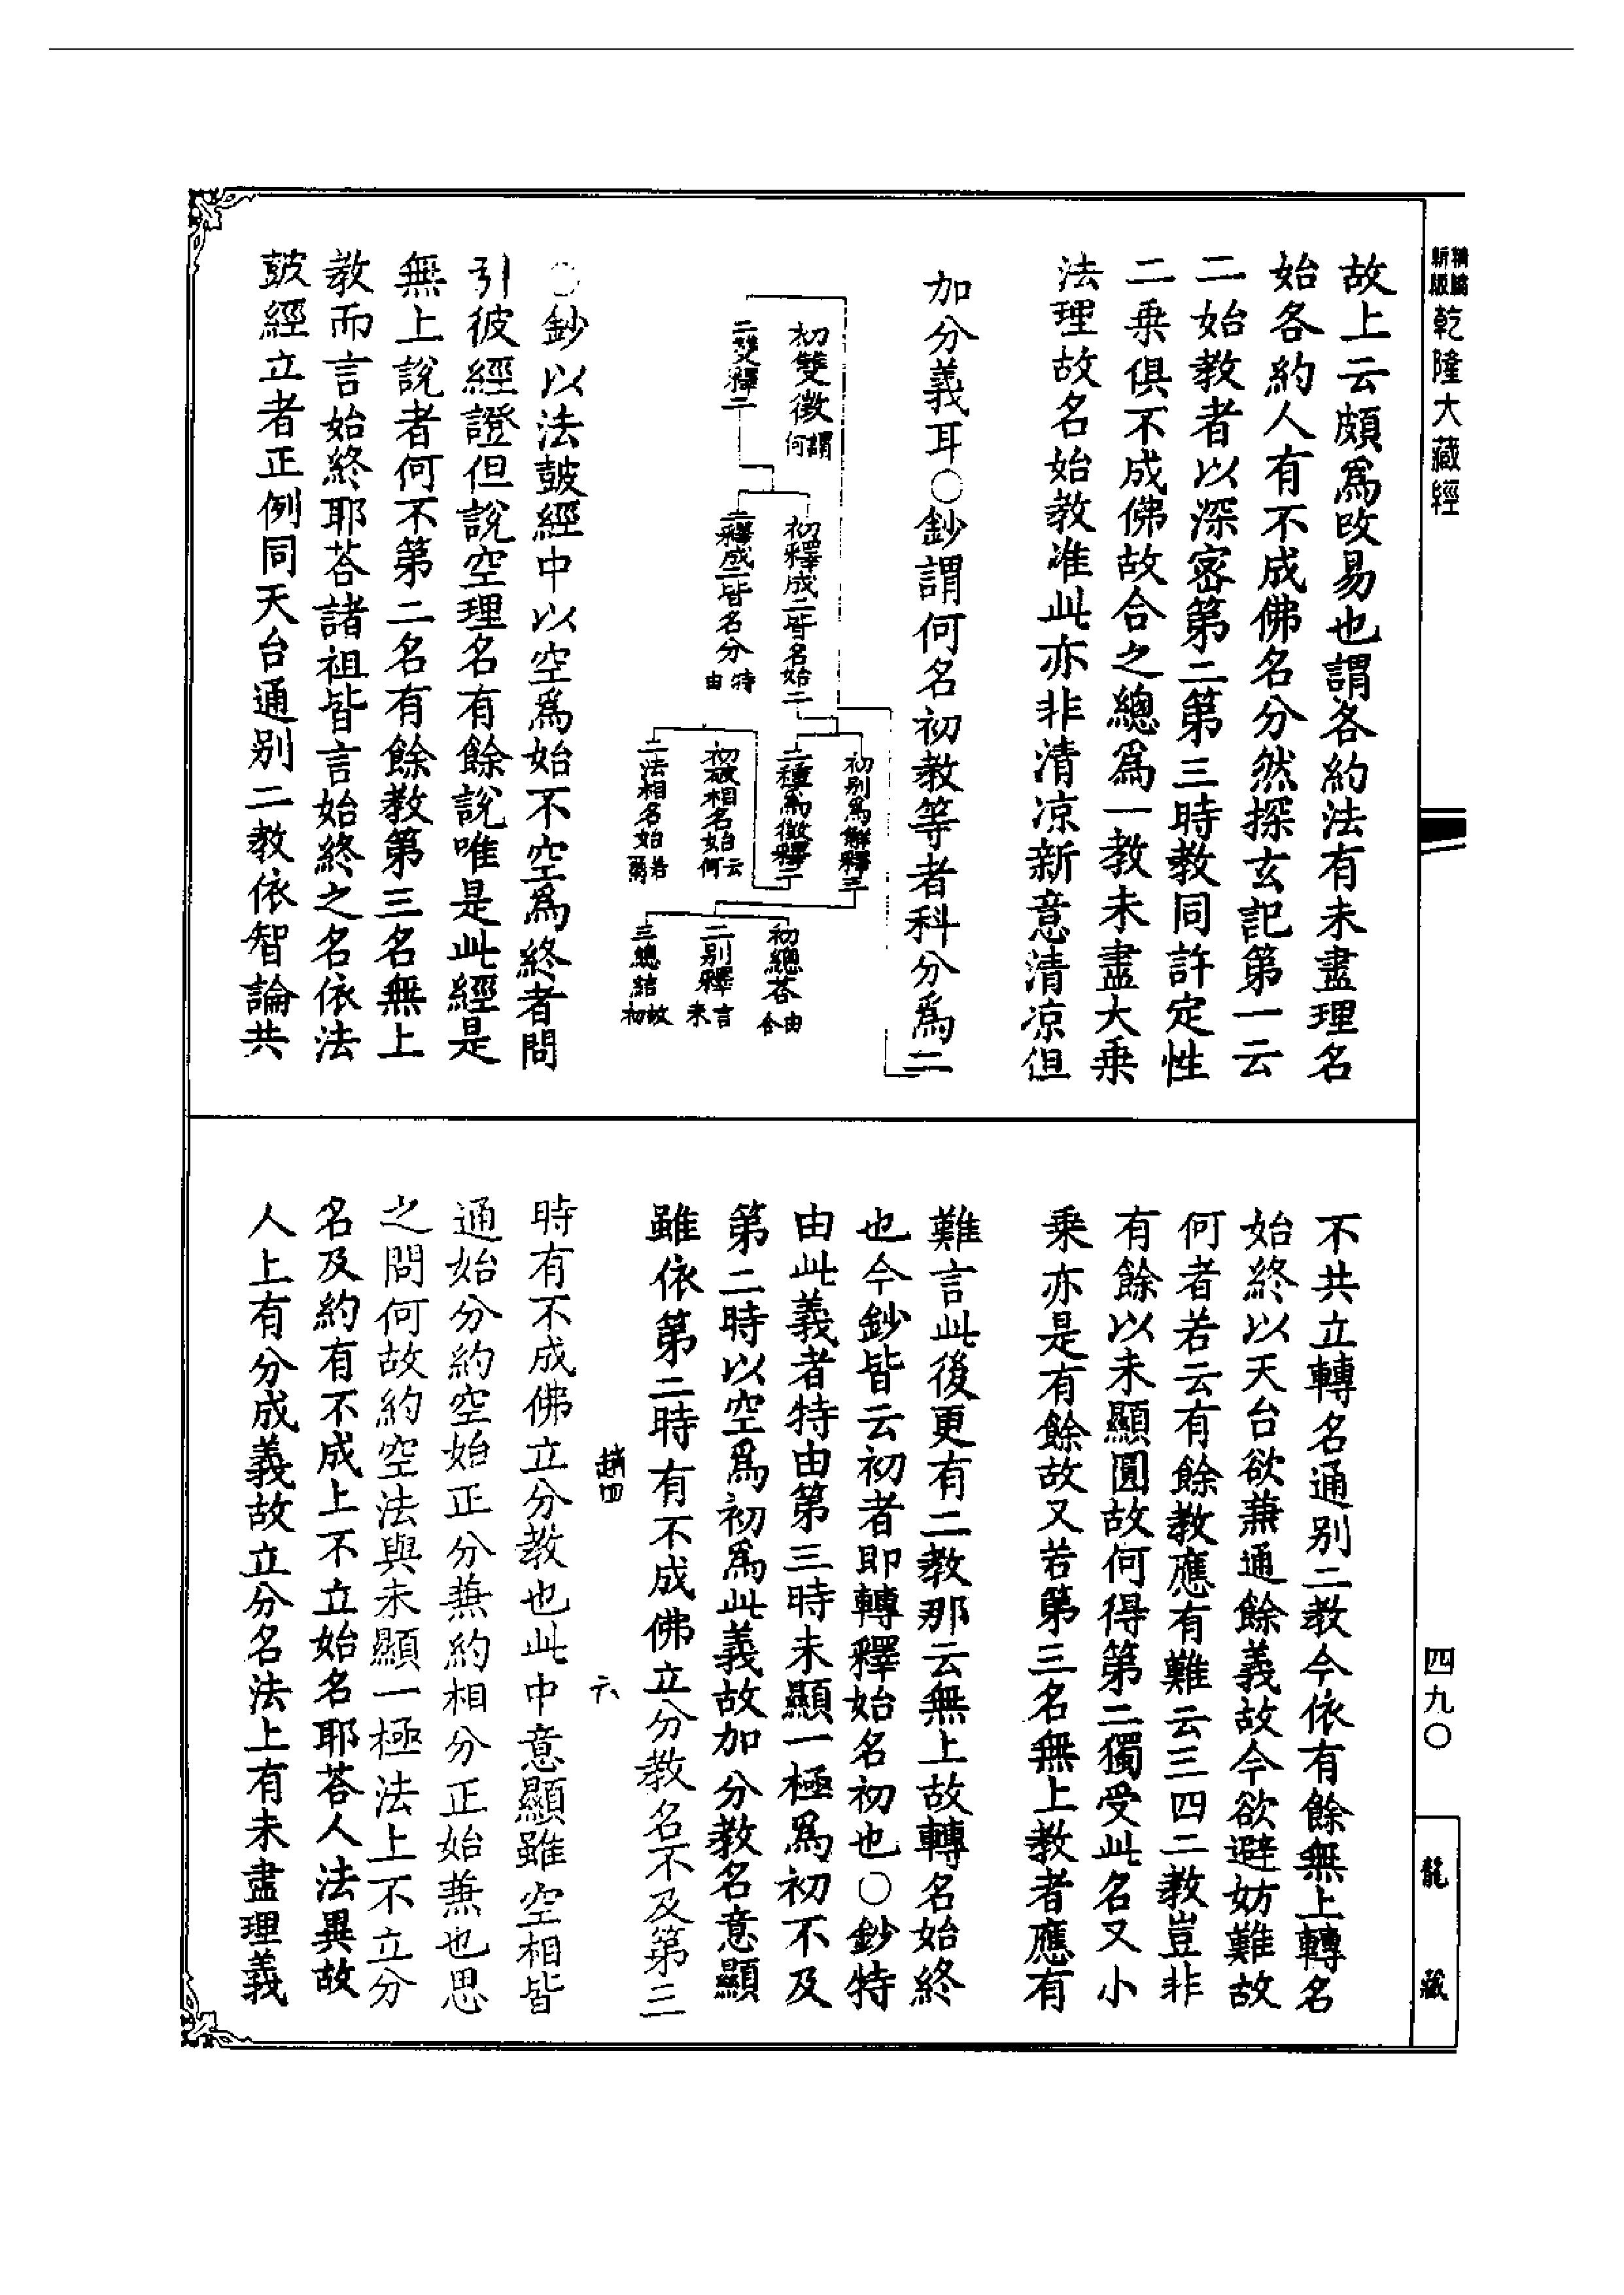 精編
新版
乾隆大藏經
故上云頗爲改易也謂各約法有未盡理名
始各約人有不成佛名分然探玄記第一云
二始教者以深密第二第三時教同許定性
二乗俱不成佛故合之總爲一教未盡大乗
法理故名始教准此亦非清凉新意清凉但
加分義耳○鈔謂何名初教等者科分爲二
初雙徵 謂何
二雙釋二
初釋成二皆名始二
二釋成二皆名分 特由
初別爲解釋三
二種爲徵釋二
初破相名始 云何
二法相名始 若爾
初總荅 由合
二別釋 言未
三總結 故初
○鈔以法鼓經中以空爲始不空爲終者問
引彼經證但說空理名有餘說唯是此經是
無上說者何不第二名有餘教第三名無上
教而言始終耶荅諸祖皆言始終之名依法
鼓經立者正例同天台通別二教依智論共
不共立轉名通別二教今依有餘無上轉名
始終以天台欲兼通餘義故今欲避妨難故
何者若云有餘教應有難云三四二教豈非
有餘以未顯圓故何得第二獨受此名又小
乗亦是有餘故又若第三名無上教者應有
難言此後更有二教那云無上故轉名始終
也今鈔皆云初者即轉釋始名初也○鈔特
由此義者特由第三時未顯一極爲初不及
第二時以空爲初爲此義故加分教名意顯
雖依第二時有不成佛立分教名不及第三
趙四
六
時有不成佛立分教也此中意顯雖空相皆
通始分約空始正分兼約相分正始兼也思
之問何故約空法與未顯一極法上不立分
名及約有不成上不立始名耶荅人法異故
人上有分成義故立分名法上有未盡理義
四九〇
龍藏